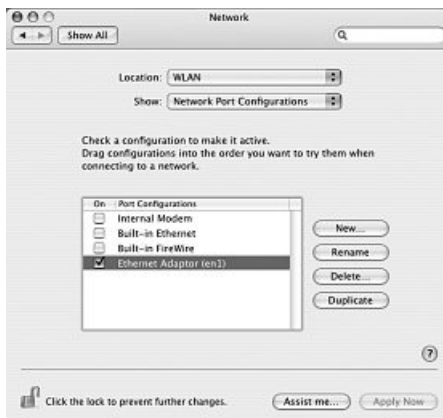 Network
Show All
Location: WLAN
Show: Network Port Configurations
Check a configuration to make it active.
Drag configurations into the order you want to try them when
connecting to a network.
On Port Configurations
Internal Modem
Built-in Ethernet
Built-in FireWire
Ethernet Adaptor (en1)
New...
Rename
Delete...
Duplicate
?
Click the lock to prevent further changes.
Assist me...
Apply Now